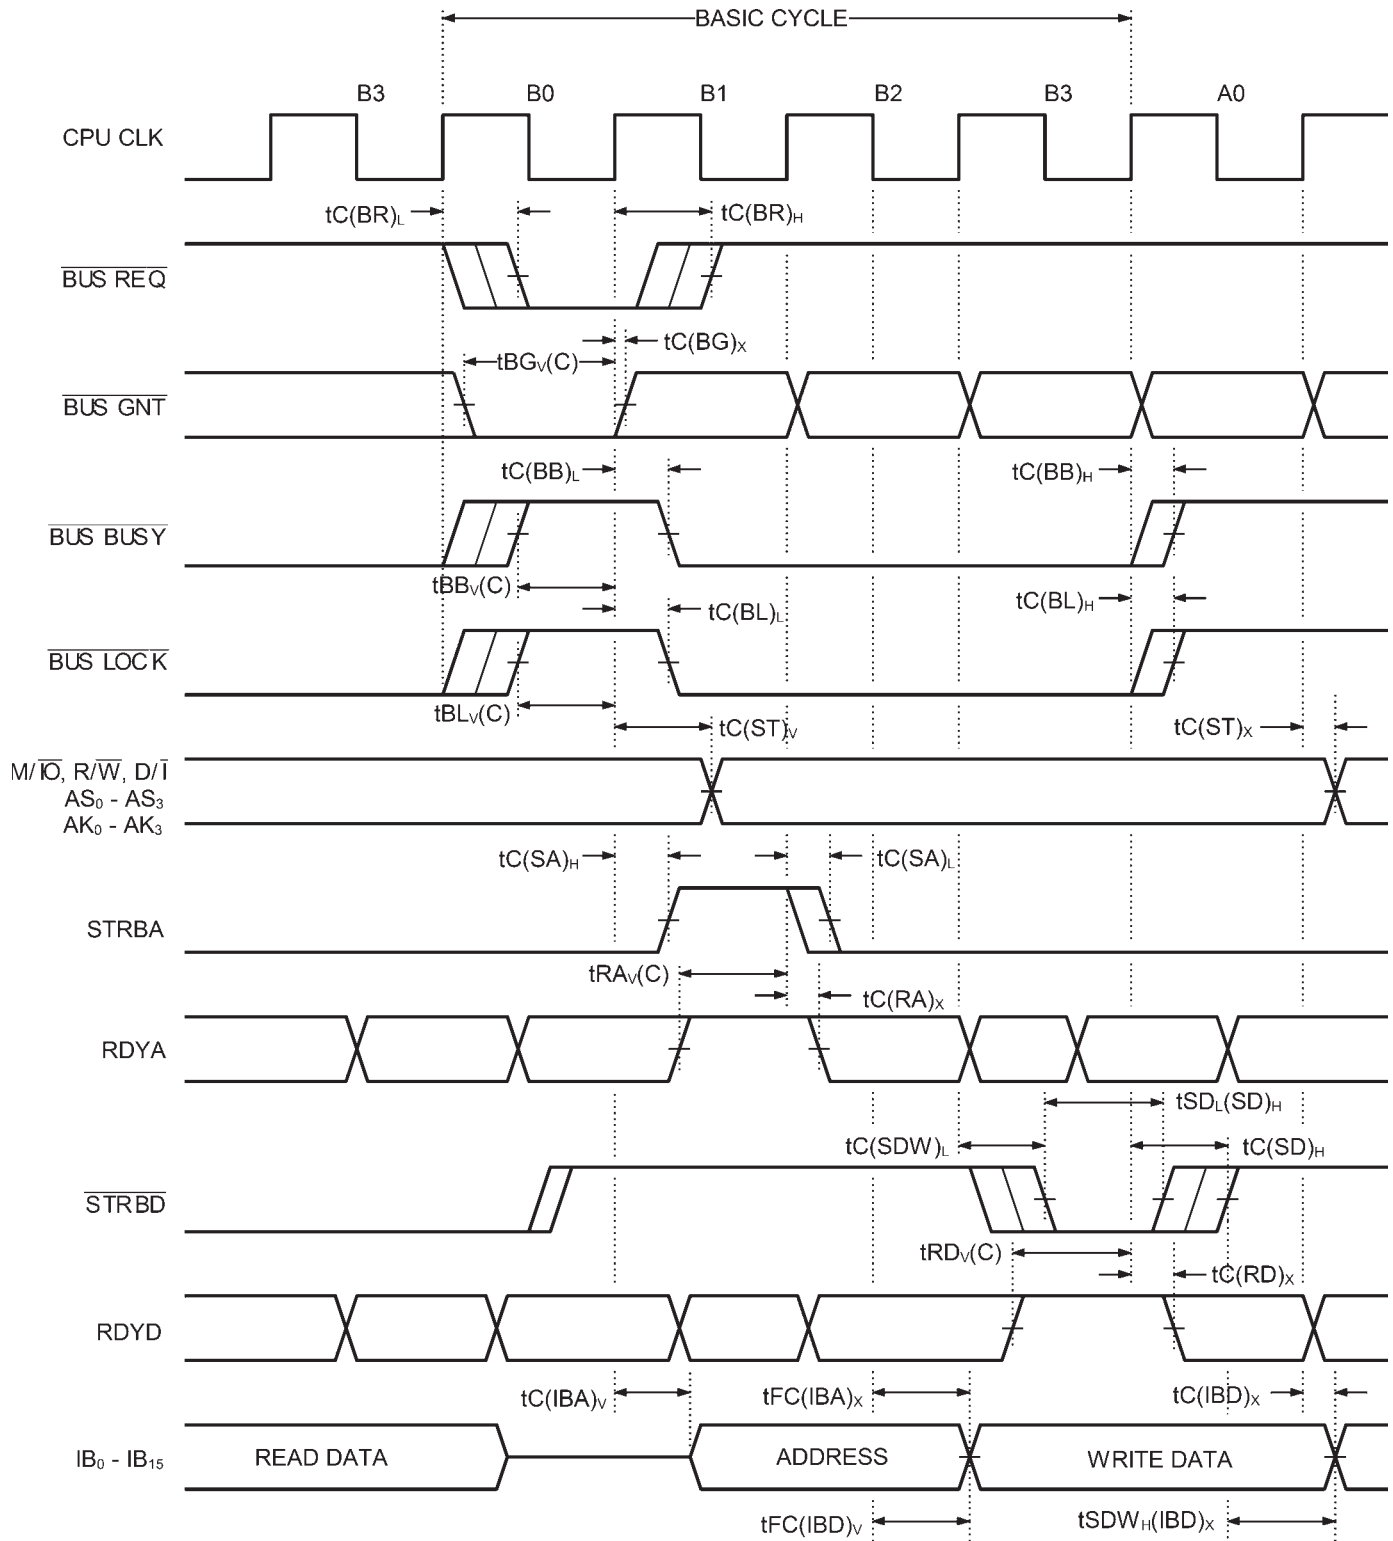 BASIC CYCLE
B3 B0 B1 B2 B3 A0
CPU CLK
tC(BR)L tC(BR)H
BUS REQ
tC(BG)X
tBGV(C)
BUS GNT
tC(BB)L tC(BB)H
BUS BUSY
tBBV(C)
tC(BL)L tC(BL)H
BUS LOCK
tBLV(C)
tC(ST)V tC(ST)X
M/IO, R/W, D/I
AS0 - AS3
AK0 - AK3
tC(SA)H tC(SA)L
STRBA
tRAV(C)
tC(RA)X
RDYA
tSDL(SD)H
tC(SDW)L tC(SD)H
STRBD
tRDV(C)
tC(RD)X
RDYD
tC(IBA)V tFC(IBA)X tC(IBD)X
IB0 - IB15 READ DATA ADDRESS WRITE DATA
tFC(IBD)V tSDWH(IBD)X